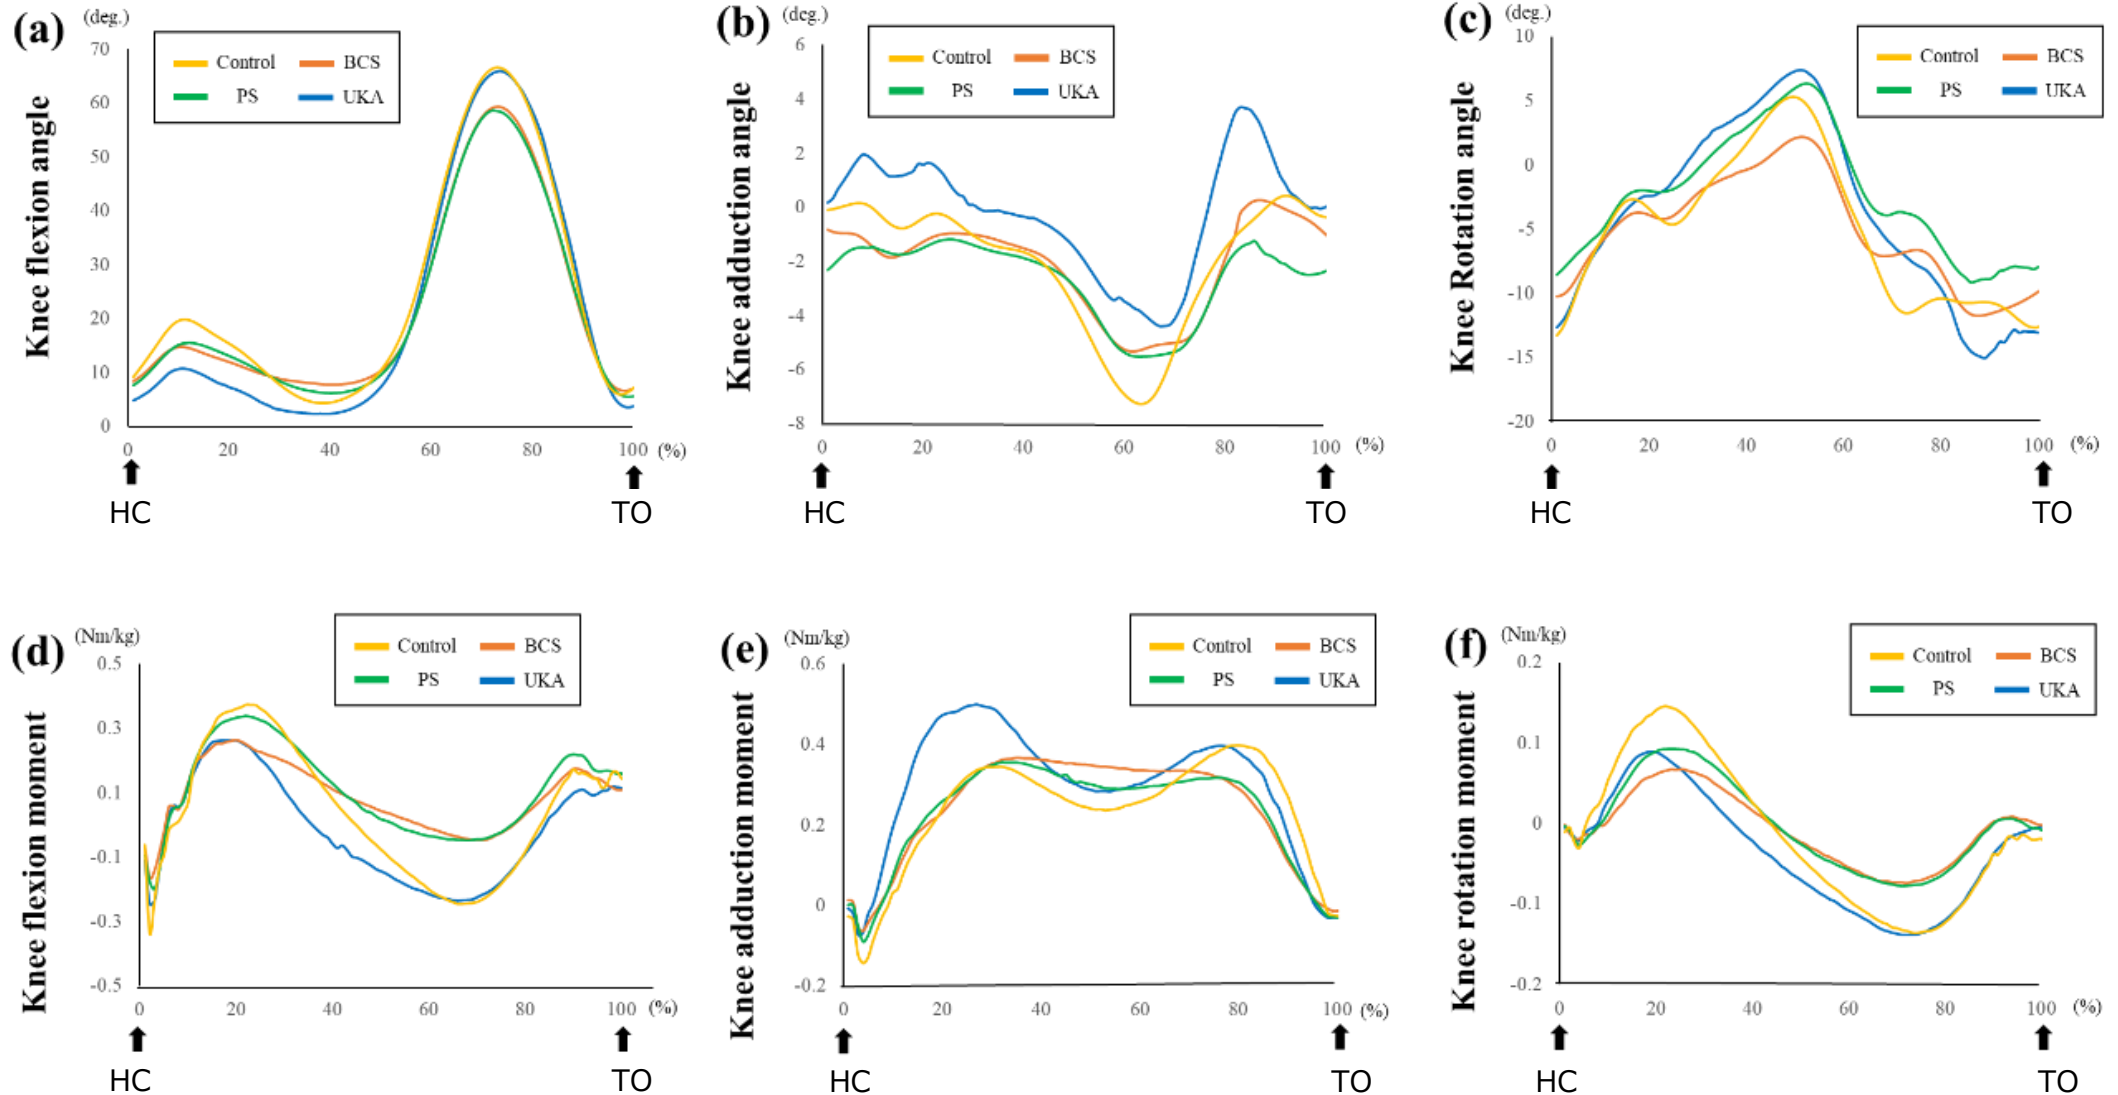 (a)
(deg.)
Knee flexion angle
Control BCS
PS UKA
70
60
50
40
30
20
10
0
0 20 40 60 80 100 (%)
HC TO
(b)
(deg.)
Knee adduction angle
Control BCS
PS UKA
6
4
2
0
-2
-4
-6
-8
0 20 40 60 80 100 (%)
HC TO
(c)
(deg.)
Knee Rotation angle
Control BCS
PS UKA
10
5
0
-5
-10
-15
-20
0 20 40 60 80 100 (%)
HC TO
(d)
(Nm/kg)
Knee flexion moment
Control BCS
PS UKA
0.5
0.3
0.1
-0.1
-0.3
-0.5
0 20 40 60 80 100 (%)
HC TO
(e)
(Nm/kg)
Knee adduction moment
Control BCS
PS UKA
0.6
0.4
0.2
0
-0.2
0 20 40 60 80 100 (%)
HC TO
(f)
(Nm/kg)
Knee rotation moment
Control BCS
PS UKA
0.2
0.1
0
-0.1
-0.2
0 20 40 60 80 100 (%)
HC TO